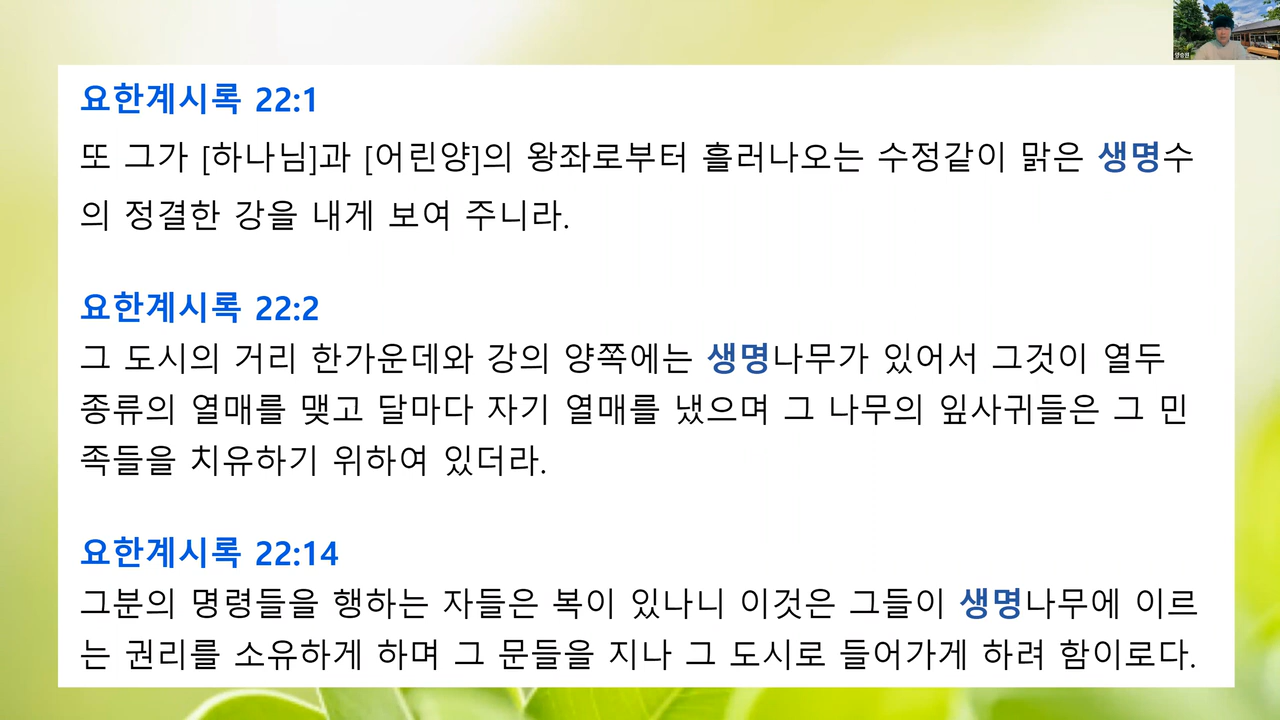 요한계시록 22:1
또 그가 [하나님]과 [어린양]의 왕좌로부터 흘러나오는 수정같이 맑은 생명수
의 정결한 강을 내게 보여 주니라.
요한계시록 22:2
그 도시의 거리 한가운데와 강의 양쪽에는 생명나무가 있어서 그것이 열두
종류의 열매를 맺고 달마다 자기 열매를 냈으며 그 나무의 잎사귀들은 그 민
족들을 치유하기 위하여 있더라.
요한계시록 22:14
그분의 명령들을 행하는 자들은 복이 있나니 이것은 그들이 생명나무에 이르
는 권리를 소유하게 하며 그 문들을 지나 그 도시로 들어가게 하려 함이로다.